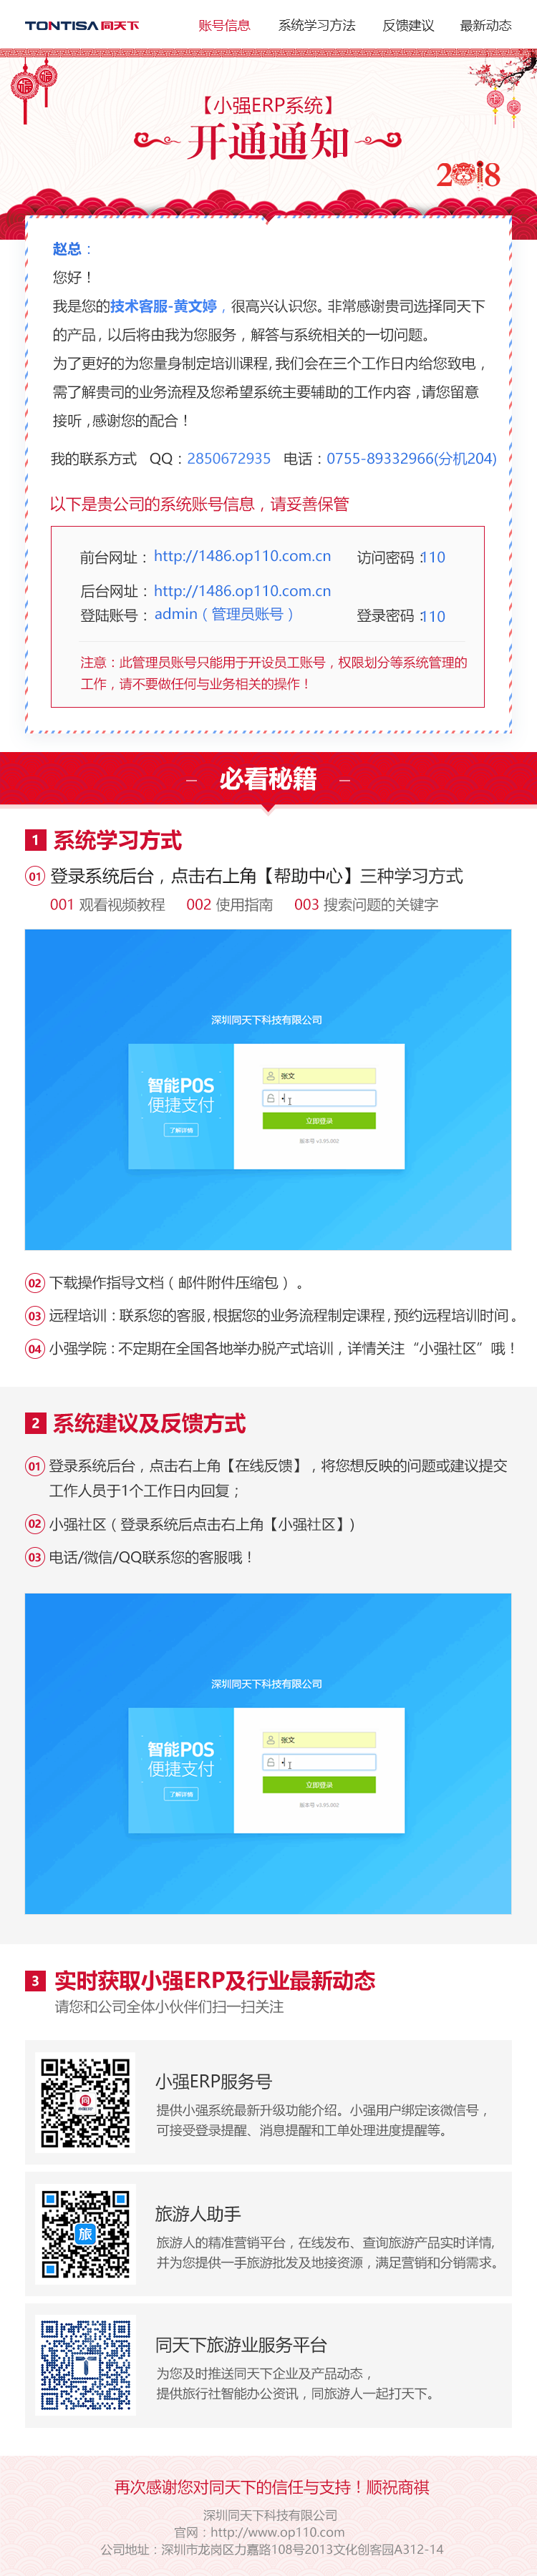 TONTISA 同天下 账号信息 系统学习方法 反馈建议 最新动态
【小强ERP系统】
开通通知
2018
赵总：
您好！
我是您的技术客服-黄文婷，很高兴认识您。非常感谢贵司选择同天下
的产品，以后将由我为您服务，解答与系统相关的一切问题。
为了更好的为您量身制定培训课程，我们会在三个工作日内给您致电，
需了解贵司的业务流程及您希望系统主要辅助的工作内容，请您留意
接听，感谢您的配合！
我的联系方式 QQ：2850672935 电话：0755-89332966(分机204)
以下是贵公司的系统账号信息，请妥善保管
前台网址：http://1486.op110.com.cn 访问密码：110
后台网址：http://1486.op110.com.cn
登陆账号：admin（管理员账号） 登录密码：110
注意：此管理员账号只能用于开设员工账号，权限划分等系统管理的
工作，请不要做任何与业务相关的操作！
必看秘籍
1 系统学习方式
01 登录系统后台，点击右上角【帮助中心】三种学习方式
001 观看视频教程 002 使用指南 003 搜索问题的关键字
深圳同天下科技有限公司
智能POS
便捷支付
了解详情
张文
立即登录
版本号 v3.95.002
02 下载操作指导文档（邮件附件压缩包）。
03 远程培训：联系您的客服，根据您的业务流程制定课程，预约远程培训时间。
04 小强学院：不定期在全国各地举办脱产式培训，详情关注“小强社区”哦！
2 系统建议及反馈方式
01 登录系统后台，点击右上角【在线反馈】，将您想反映的问题或建议提交
工作人员于1个工作日内回复；
02 小强社区（登录系统后点击右上角【小强社区】)
03 电话/微信/QQ联系您的客服哦！
深圳同天下科技有限公司
智能POS
便捷支付
了解详情
张文
立即登录
版本号 v3.95.002
3 实时获取小强ERP及行业最新动态
请您和公司全体小伙伴们扫一扫关注
小强ERP服务号
提供小强系统最新升级功能介绍。小强用户绑定该微信号，
可接受登录提醒、消息提醒和工单处理进度提醒等。
旅
旅游人助手
旅游人的精准营销平台，在线发布、查询旅游产品实时详情，
并为您提供一手旅游批发及地接资源，满足营销和分销需求。
同天下旅游业服务平台
为您及时推送同天下企业及产品动态，
提供旅行社智能办公资讯，同旅游人一起打天下。
再次感谢您对同天下的信任与支持！顺祝商祺
深圳同天下科技有限公司
官网：http://www.op110.com
公司地址：深圳市龙岗区力嘉路108号2013文化创客园A312-14